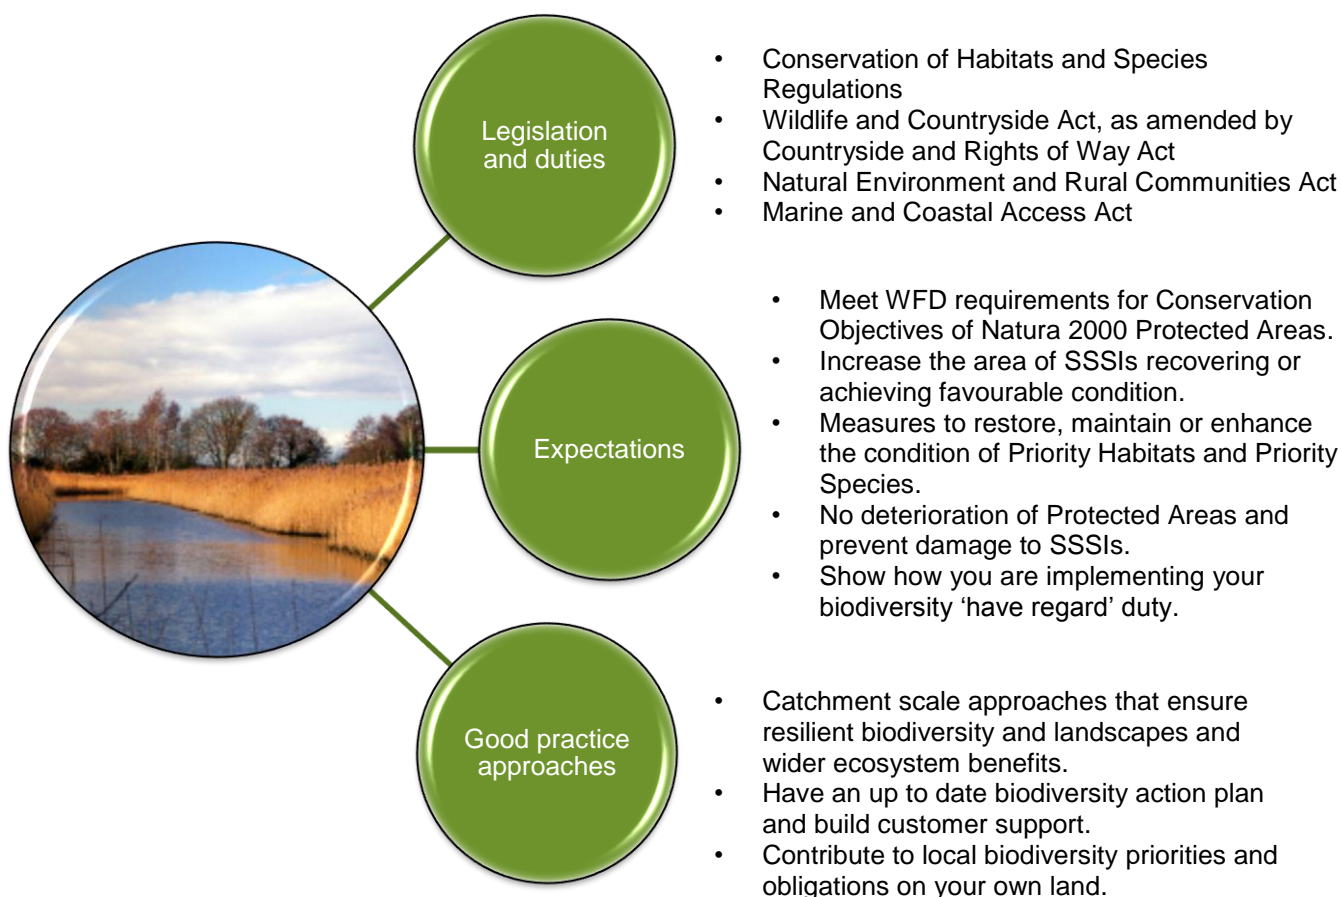 Legislation
and duties
• Conservation of Habitats and Species
Regulations
• Wildlife and Countryside Act, as amended by
Countryside and Rights of Way Act
• Natural Environment and Rural Communities Act
• Marine and Coastal Access Act
Expectations
• Meet WFD requirements for Conservation
Objectives of Natura 2000 Protected Areas.
• Increase the area of SSSIs recovering or
achieving favourable condition.
• Measures to restore, maintain or enhance
the condition of Priority Habitats and Priority
Species.
• No deterioration of Protected Areas and
prevent damage to SSSIs.
• Show how you are implementing your
biodiversity ‘have regard’ duty.
Good practice
approaches
• Catchment scale approaches that ensure
resilient biodiversity and landscapes and
wider ecosystem benefits.
• Have an up to date biodiversity action plan
and build customer support.
• Contribute to local biodiversity priorities and
obligations on your own land.